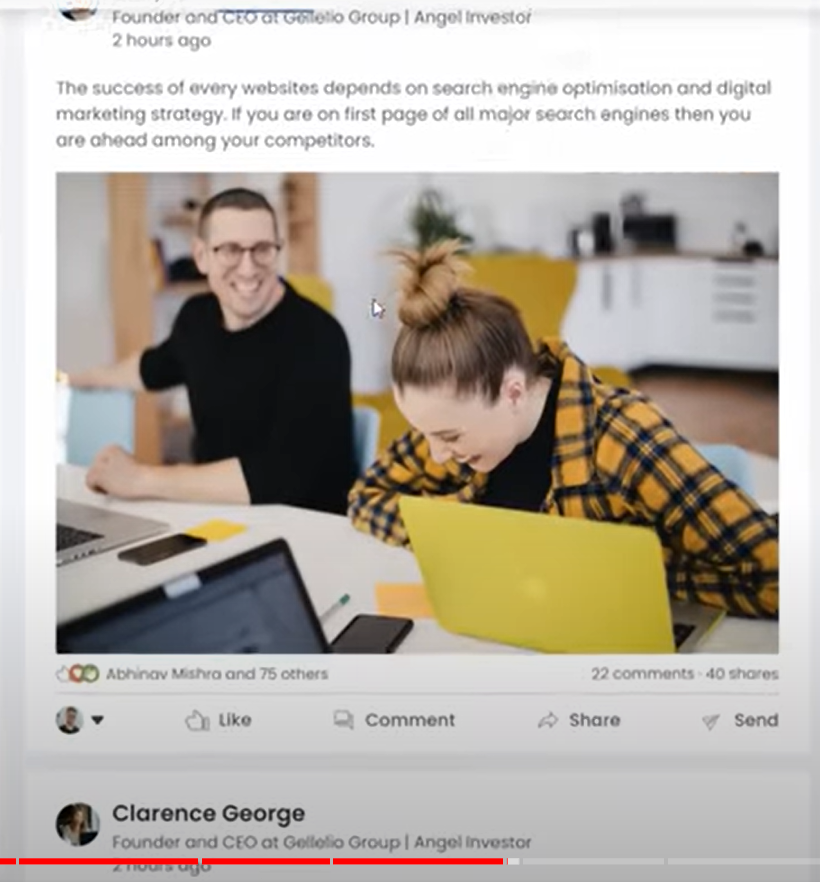 Founder and CEO at Gellelio Group | Angel Investor
2 hours ago
The success of every websites depends on search engine optimisation and digital
marketing strategy. If you are on first page of all major search engines then you
are ahead among your competitors.
Abhinav Mishra and 75 others
22 comments · 40 shares
Like
Comment
Share
Send
Clarence George
Founder and CEO at Gellelio Group | Angel Investor
2 hours ago